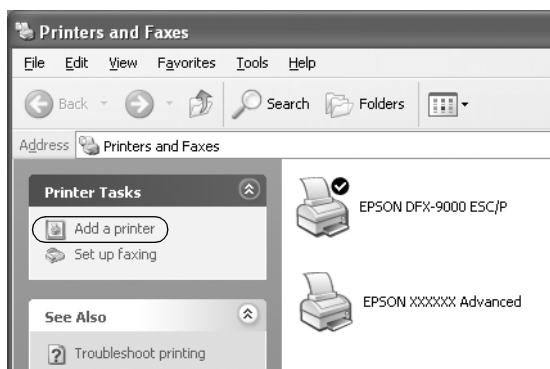 Printers and Faxes
File Edit View Favorites Tools Help
Back Search Folders
Address Printers and Faxes
Printer Tasks
Add a printer
Set up faxing
See Also
Troubleshoot printing
EPSON DFX-9000 ESC/P
EPSON XXXXXX Advanced